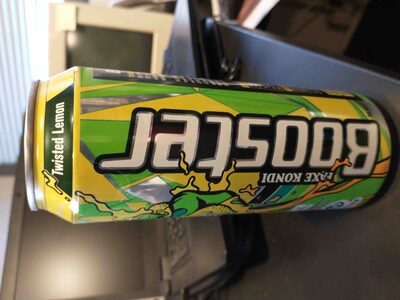 Twisted Lemon
FAXE KONDI
BOOSTER